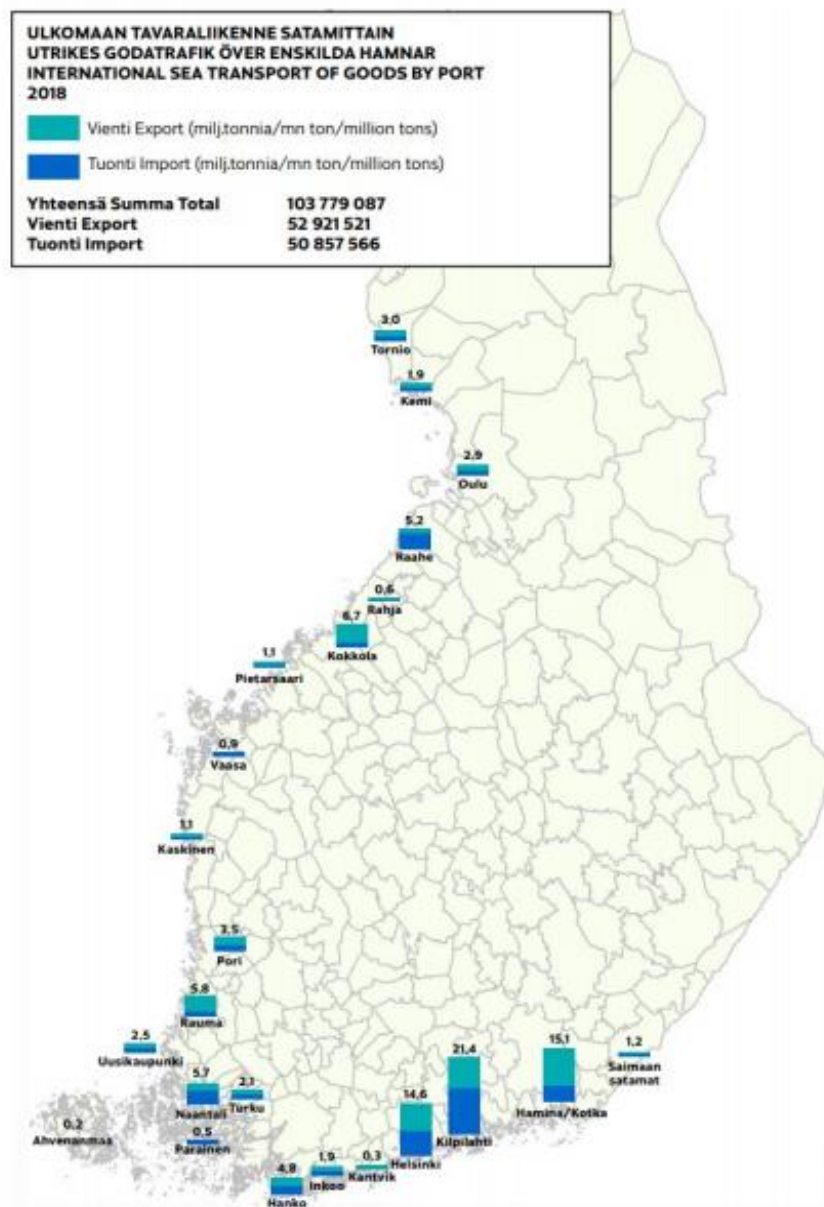 ULKOMAAN TAVARALIIKENNE SATAMITTAIN
UTRIKES GODATRAFIK ÖVER ENSKILDA HAMNAR
INTERNATIONAL SEA TRANSPORT OF GOODS BY PORT
2018
Vienti Export (milj.tonnia/mn ton/million tons)
Tuonti Import (milj.tonnia/mn ton/million tons)
Yhteensä Summa Total 103 779 087
Vienti Export 52 921 521
Tuonti Import 50 857 566
3,0
Tornio
1,9
Kemi
2,9
Oulu
5,2
Raahe
0,6
Rahja
6,7
Kokkola
1,1
Pietarsaari
0,9
Vaasa
1,1
Kaskinen
3,5
Pori
5,8
Rauma
2,5
Uusikaupunki
5,7
Naantali
2,1
Turku
0,2
Ahvenanmaa
0,5
Parainen
4,8
Hanko
1,9
Inkoo
0,3
Kantvik
14,6
Helsinki
21,4
Kilpilahti
15,1
Hamina/Kotka
1,2
Saimaan
satamat